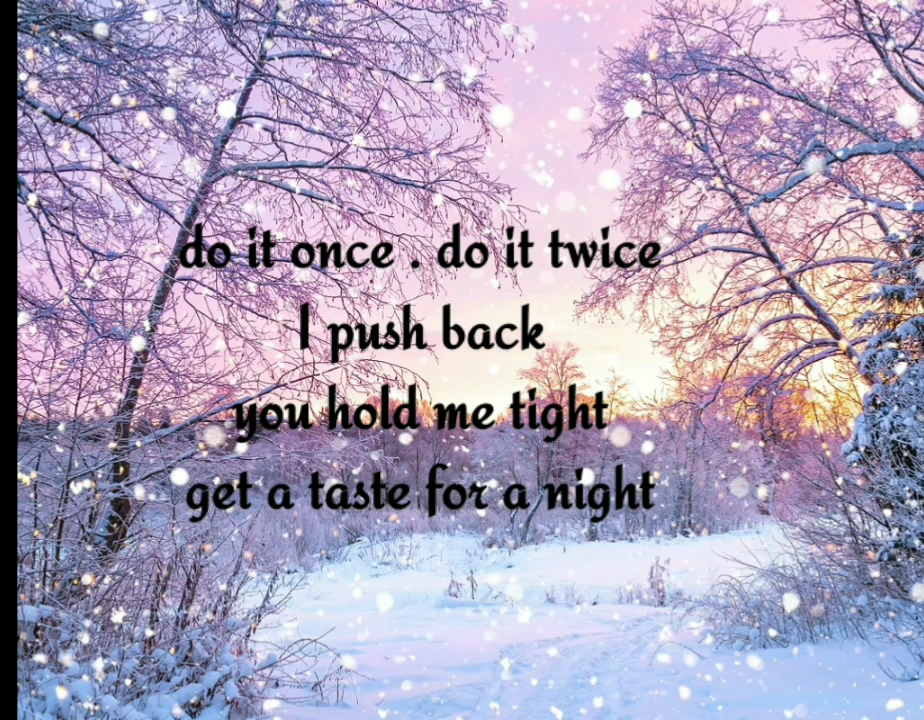 do it once . do it twice
I push back
you hold me tight
get a taste for a night